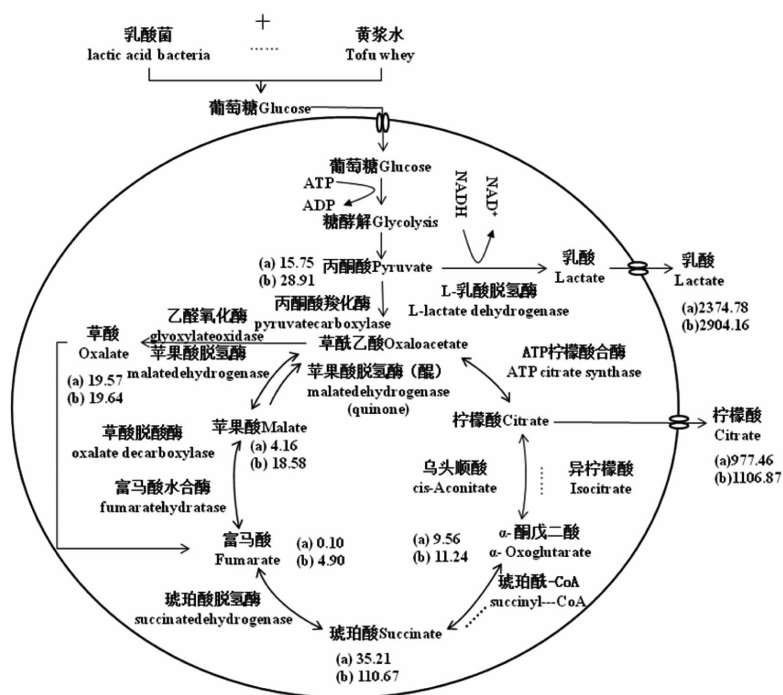 乳酸菌
lactic acid bacteria
+
……
黄浆水
Tofu whey
葡萄糖Glucose
葡萄糖Glucose
ATP
ADP
糖酵解Glycolysis
NADH
NAD+
(a) 15.75
(b) 28.91
丙酮酸Pyruvate
乳酸
Lactate
乳酸
Lactate
(a)2374.78
(b)2904.16
L-乳酸脱氢酶
L-lactate dehydrogenase
丙酮酸羧化酶
pyruvatecarboxylase
乙醛氧化酶
glyoxylateoxidase
草酸
Oxalate
(a) 19.57
(b) 19.64
苹果酸脱氢酶
malatedehydrogenase
草酰乙酸Oxaloacetate
苹果酸脱氢酶（醌）
malatedehydrogenase
(quinone)
ATP柠檬酸合酶
ATP citrate synthase
苹果酸Malate
(a) 4.16
(b) 18.58
柠檬酸Citrate
柠檬酸
Citrate
(a)977.46
(b)1106.87
草酸脱酸酶
oxalate decarboxylase
乌头顺酸
cis-Aconitate
异柠檬酸
Isocitrate
富马酸水合酶
fumaratehydratase
富马酸
Fumarate
(a) 0.10
(b) 4.90
(a) 9.56
(b) 11.24
α-酮戊二酸
α- Oxoglutarate
琥珀酰-CoA
succinyl---CoA
琥珀酸脱氢酶
succinatedehydrogenase
琥珀酸Succinate
(a) 35.21
(b) 110.67